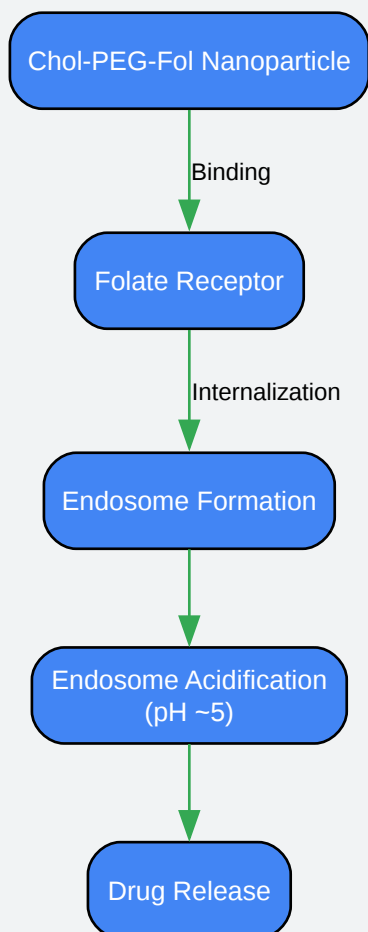 Chol-PEG-Fol Nanoparticle
Binding
Folate Receptor
Internalization
Endosome Formation
Endosome Acidification
(pH ~5)
Drug Release